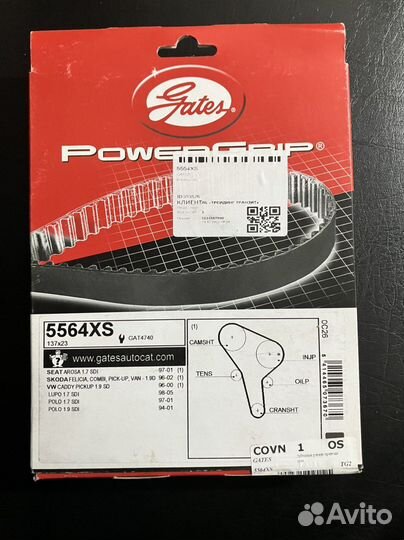 Gates
POWERGRIP®
5564XS
GATES
КЛИЕНТ
1
5564XS
137x23
GAT4740
www.gatesautocat.com
SEAT AROSA 1.7 SDI 97-01 (1)
SKODA FELICIA, COMBI, PICK-UP, VAN - 1.9D 96-02 (1)
VW CADDY PICKUP 1.9 SD 96-00 (1)
LUPO 1.7 SDI 98-05
POLO 1.7 SDI 97-01
POLO 1.9 SDI 94-01
(1)
CAMSHT
INJP
TENS
OILP
CRANSHT
0C26
COVN 1 OS
GATES
5564XS
TG2
Avito